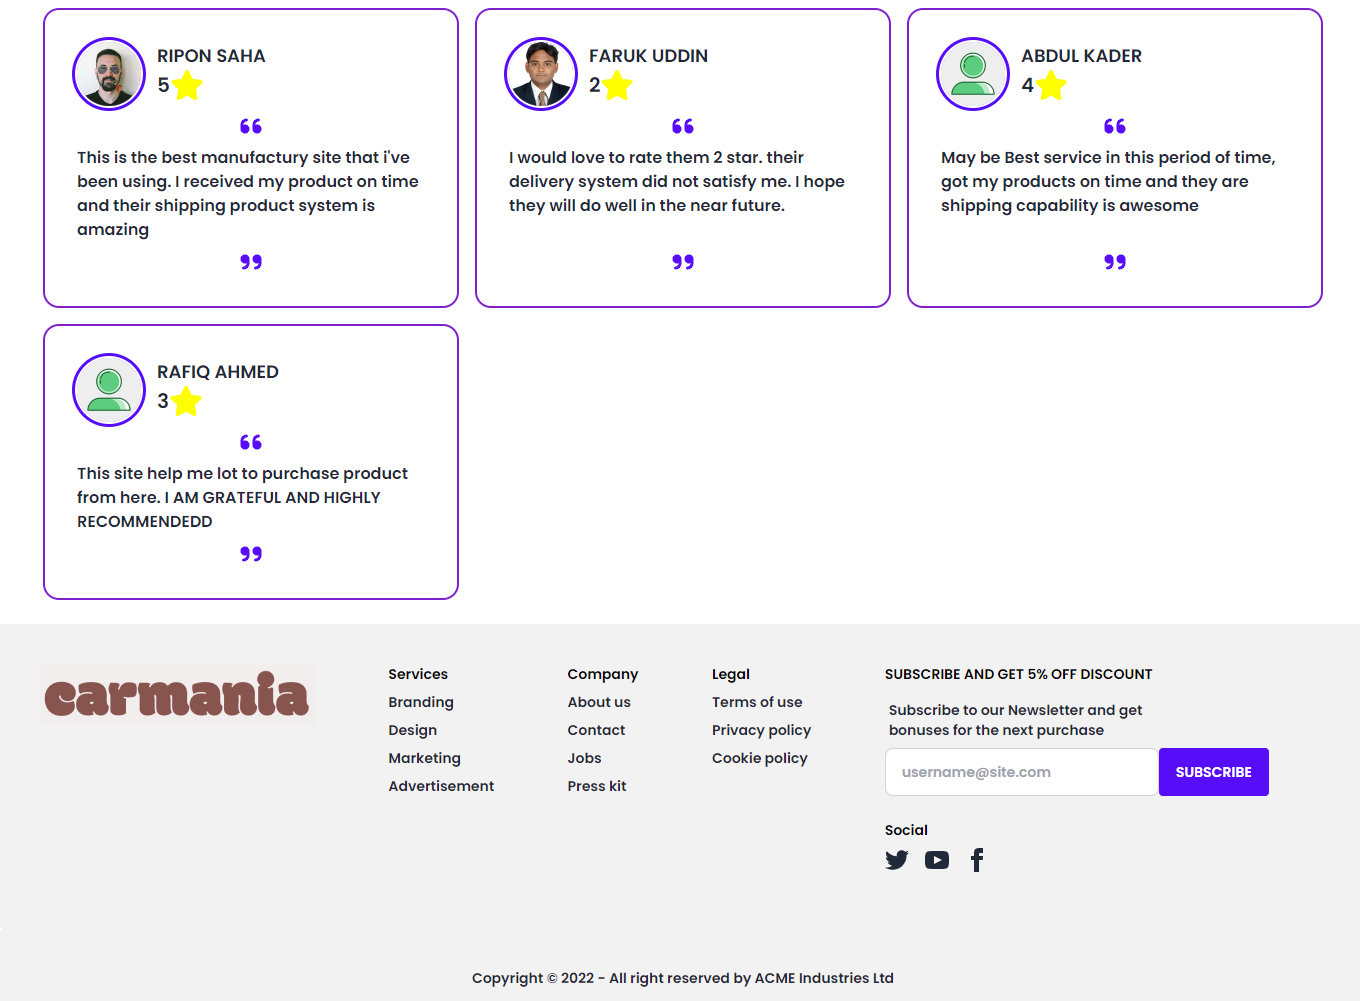 RIPON SAHA
5
“
This is the best manufactury site that i've
been using. I received my product on time
and their shipping product system is
amazing
”
FARUK UDDIN
2
“
I would love to rate them 2 star. their
delivery system did not satisfy me. I hope
they will do well in the near future.
”
ABDUL KADER
4
“
May be Best service in this period of time,
got my products on time and they are
shipping capability is awesome
”
RAFIQ AHMED
3
“
This site help me lot to purchase product
from here. I AM GRATEFUL AND HIGHLY
RECOMMENDEDD
”
carmania
Services
Branding
Design
Marketing
Advertisement
Company
About us
Contact
Jobs
Press kit
Legal
Terms of use
Privacy policy
Cookie policy
SUBSCRIBE AND GET 5% OFF DISCOUNT
Subscribe to our Newsletter and get
bonuses for the next purchase
username@site.com
SUBSCRIBE
Social
Copyright © 2022 - All right reserved by ACME Industries Ltd